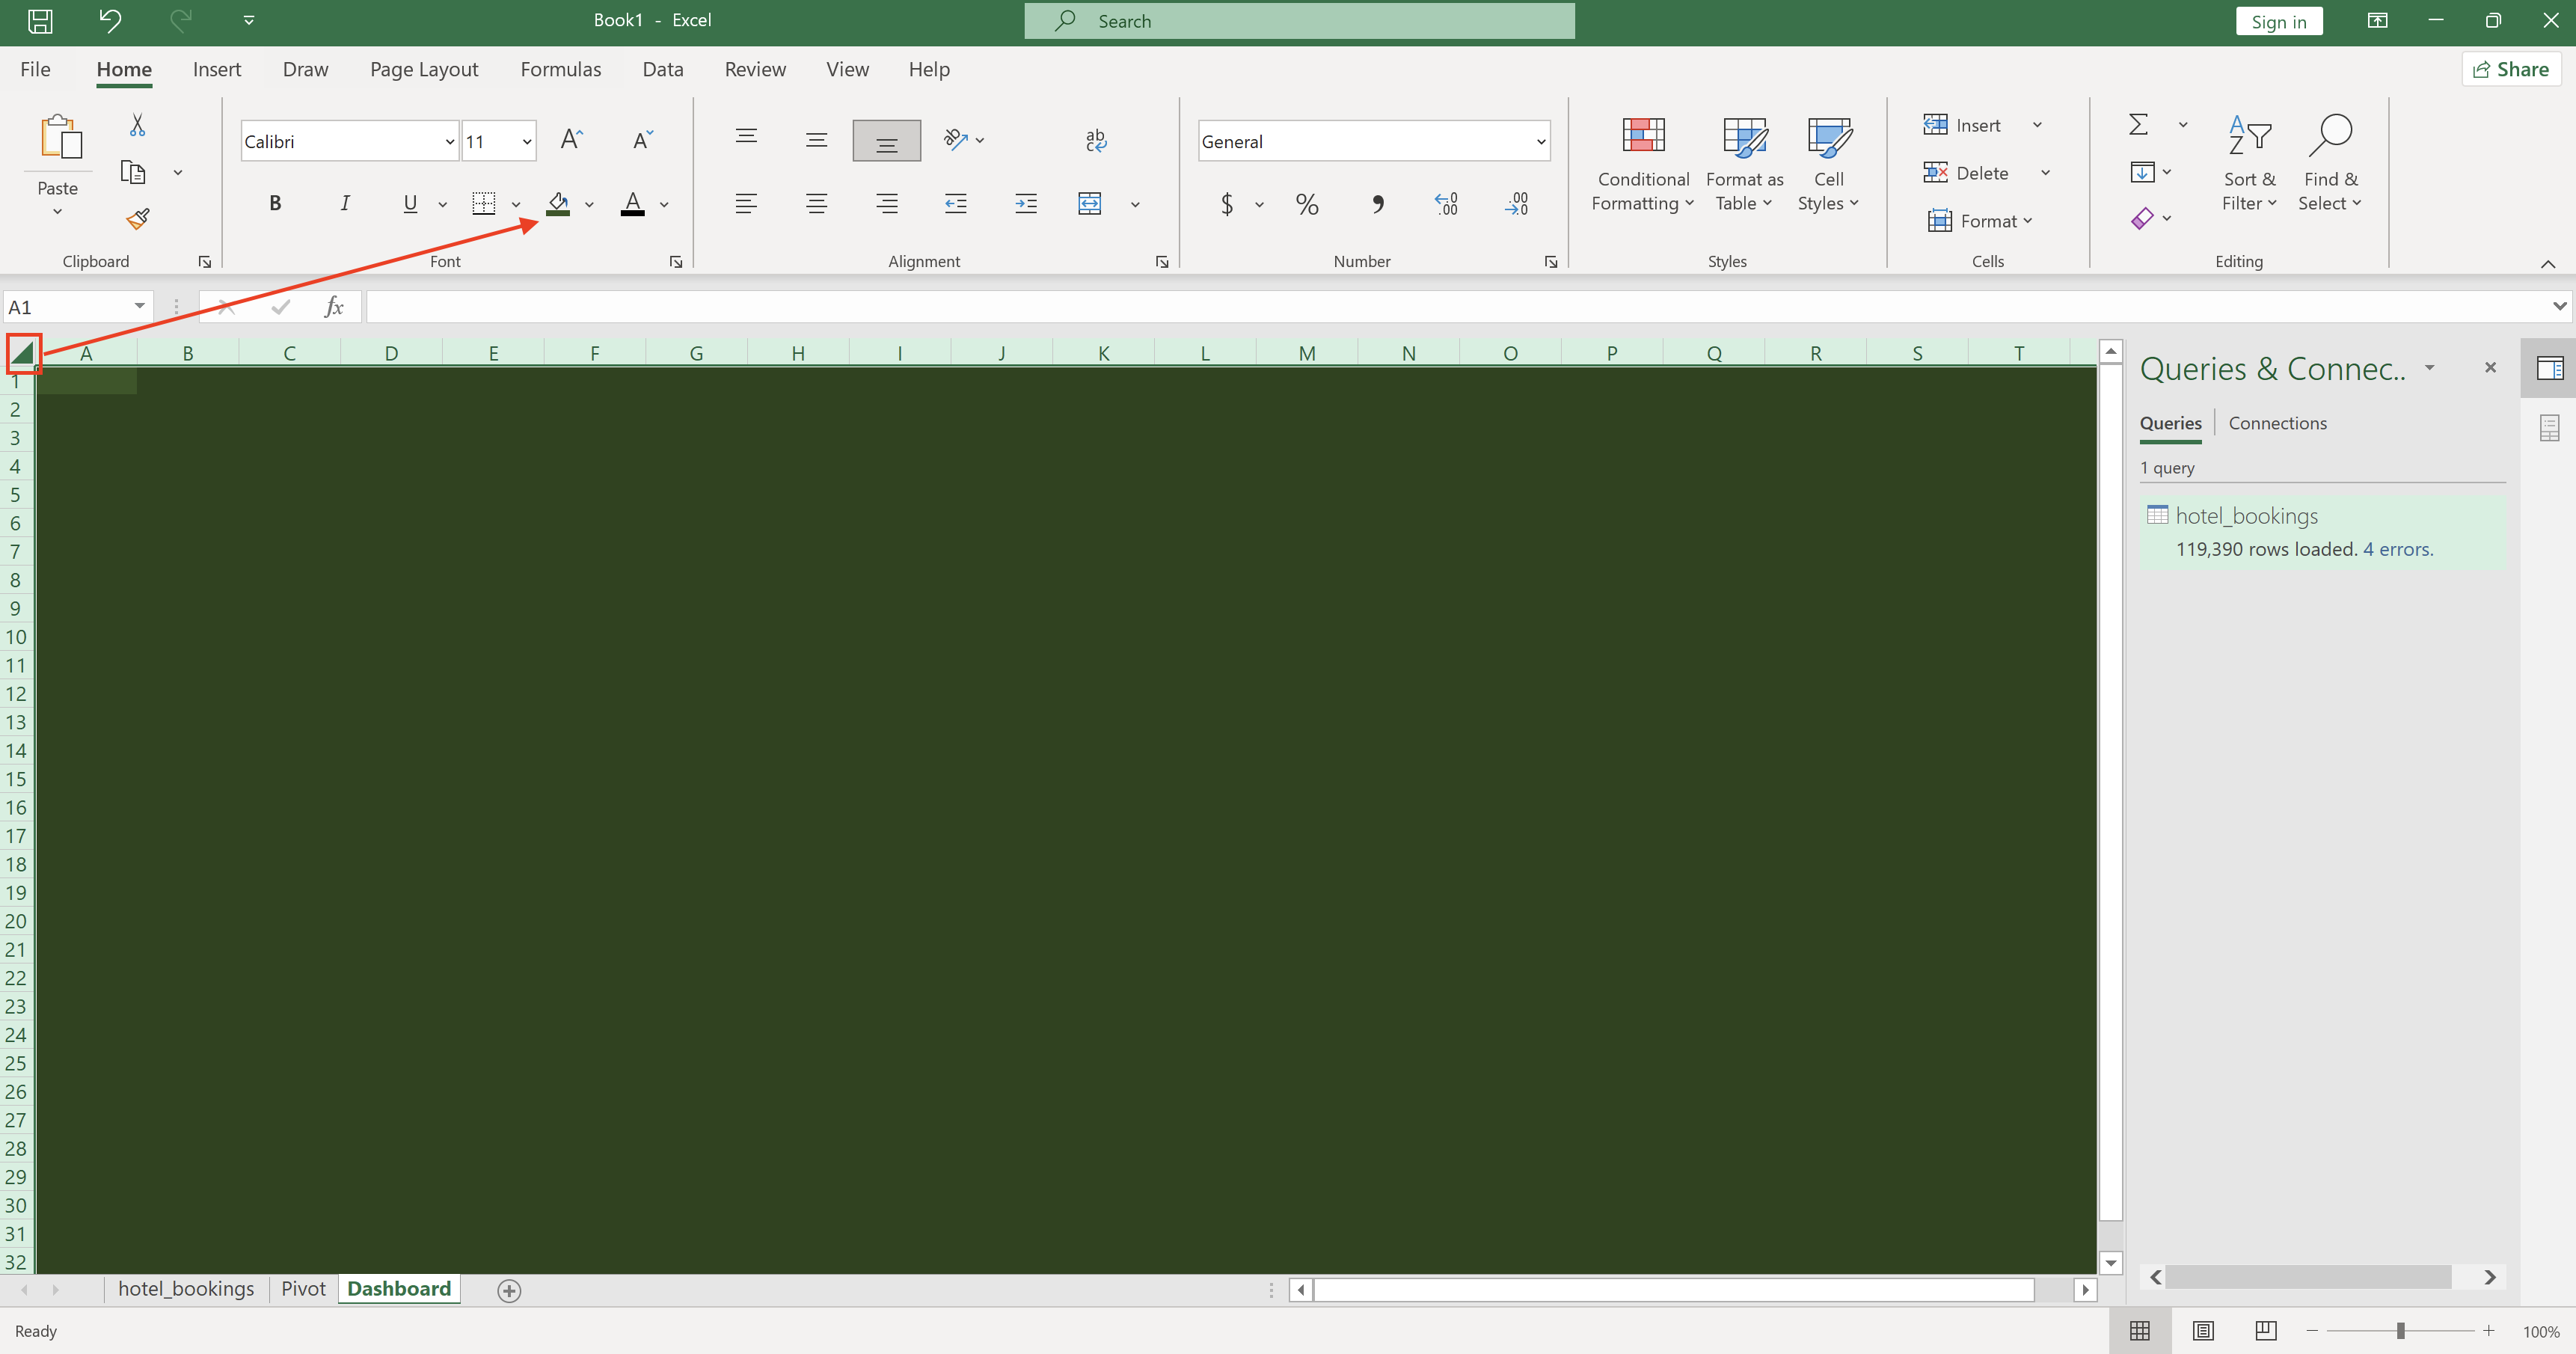 Book1 - Excel
Search
Sign in
File Home Insert Draw Page Layout Formulas Data Review View Help
Share
Paste
Calibri 11
B I U A
ab
General
$ % 9
Conditional Formatting
Format as Table
Cell Styles
Insert
Delete
Format
Sort & Filter
Find & Select
Clipboard Font Alignment Number Styles Cells Editing
A1 fx
A B C D E F G H I J K L M N O P Q R S T
1
2
3
4
5
6
7
8
9
10
11
12
13
14
15
16
17
18
19
20
21
22
23
24
25
26
27
28
29
30
31
32
Queries & Connec..
Queries Connections
1 query
hotel_bookings
119,390 rows loaded. 4 errors.
hotel_bookings Pivot Dashboard
Ready
100%